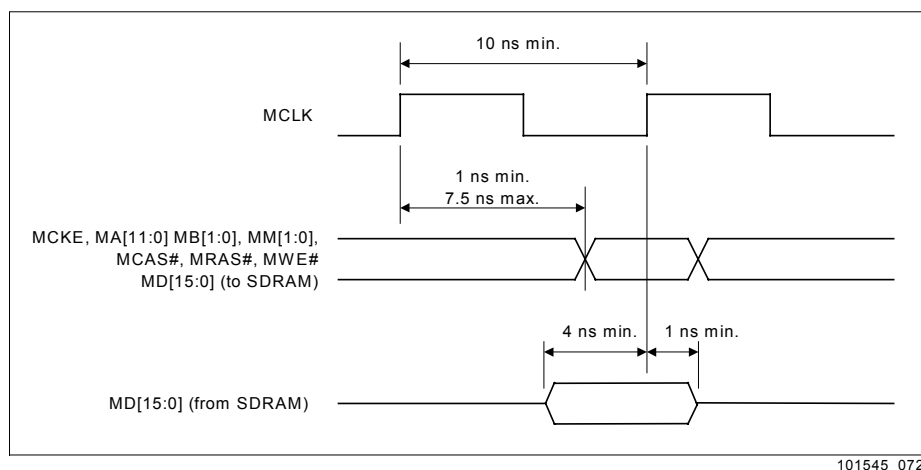 10 ns min.
MCLK
1 ns min.
7.5 ns max.
MCKE, MA[11:0] MB[1:0], MM[1:0],
MCAS#, MRAS#, MWE#
MD[15:0] (to SDRAM)
4 ns min.
1 ns min.
MD[15:0] (from SDRAM)
101545_072